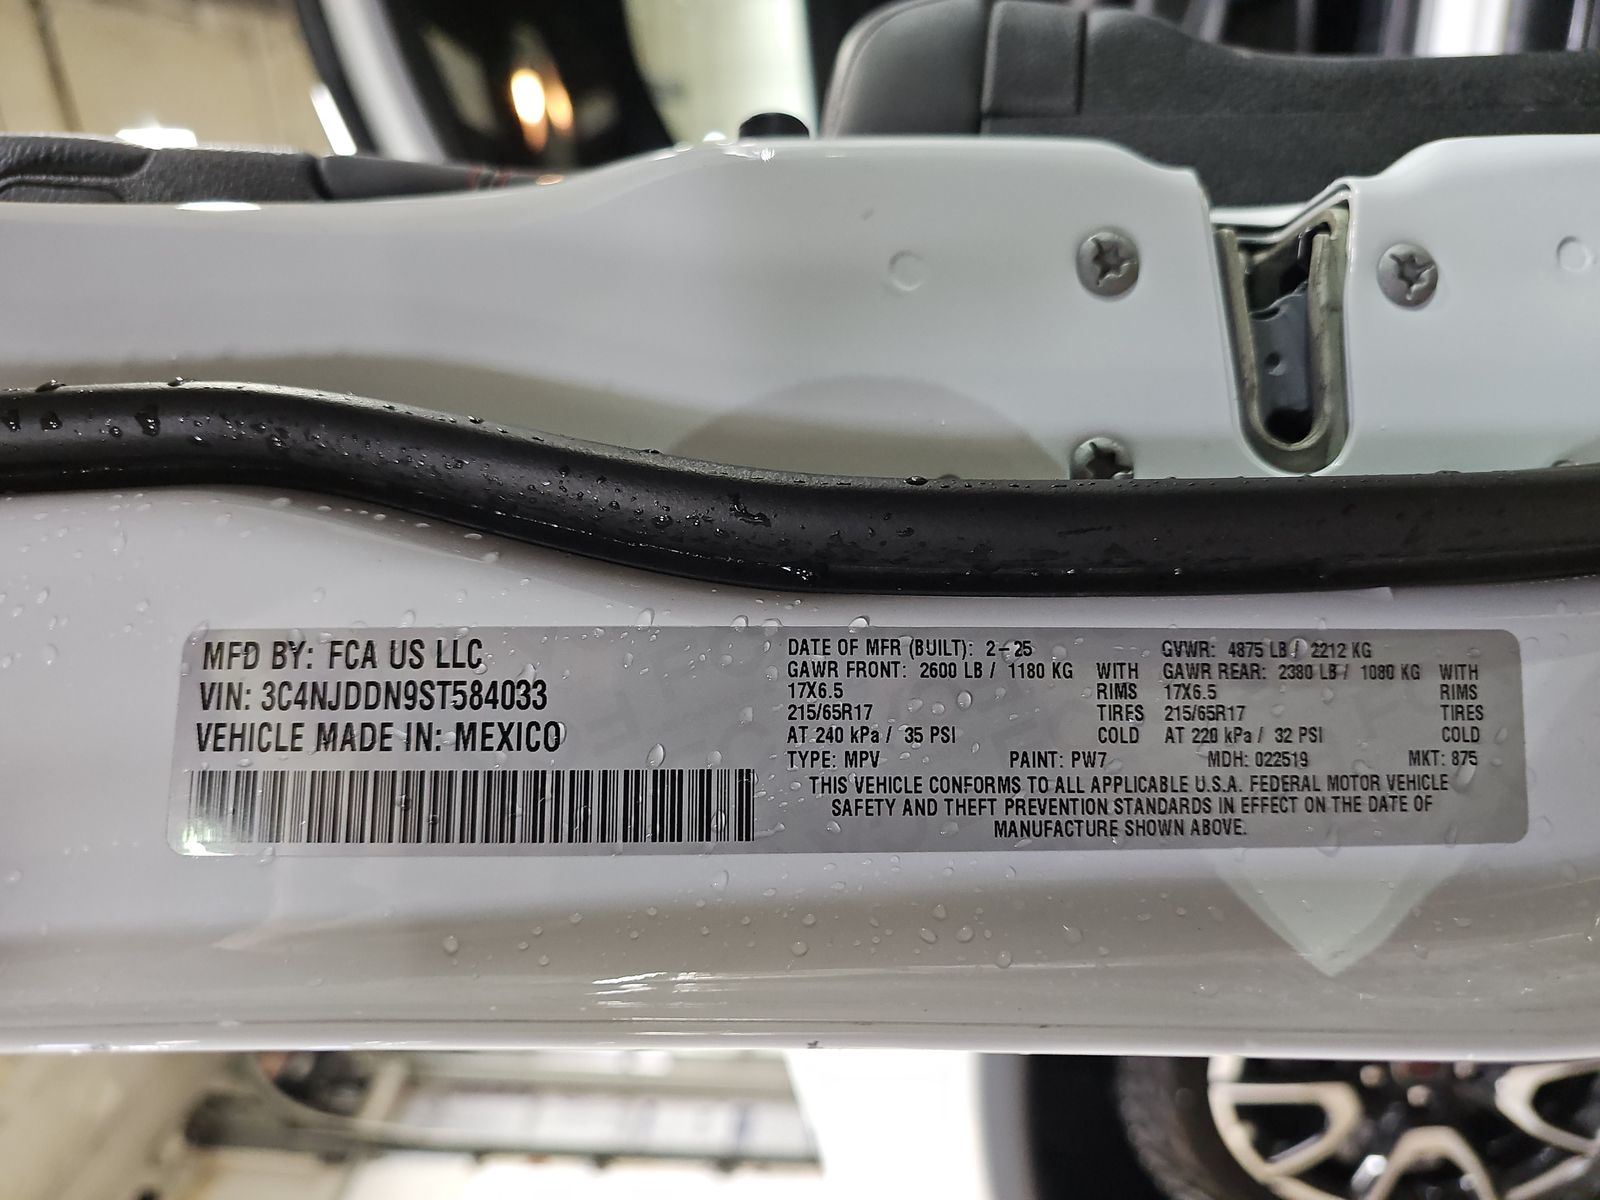 MFD BY: FCA US LLC
VIN: 3C4NJDDN9ST584033
VEHICLE MADE IN: MEXICO
DATE OF MFR (BUILT): 2-25 GVWR: 4875 LB / 2212 KG
GAWR FRONT: 2600 LB / 1180 KG WITH GAWR REAR: 2380 LB / 1080 KG WITH
17X6.5 RIMS 17X6.5 RIMS
215/65R17 TIRES 215/65R17 TIRES
AT 240 kPa / 35 PSI COLD AT 220 kPa / 32 PSI COLD
TYPE: MPV PAINT: PW7 MDH: 022519 MKT: 875
THIS VEHICLE CONFORMS TO ALL APPLICABLE U.S.A. FEDERAL MOTOR VEHICLE
SAFETY AND THEFT PREVENTION STANDARDS IN EFFECT ON THE DATE OF
MANUFACTURE SHOWN ABOVE.